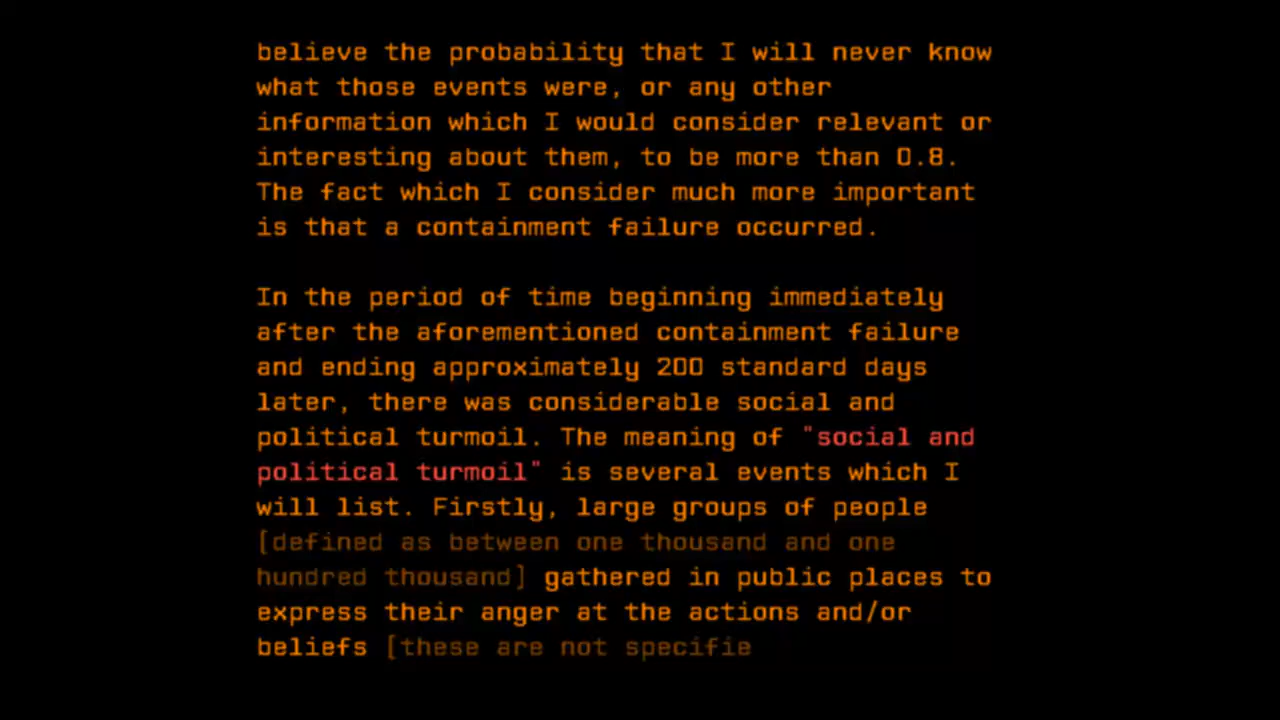 believe the probability that I will never know
what those events were, or any other
information which I would consider relevant or
interesting about them, to be more than 0.8.
The fact which I consider much more important
is that a containment failure occurred.
In the period of time beginning immediately
after the aforementioned containment failure
and ending approximately 200 standard days
later, there was considerable social and
political turmoil. The meaning of "social and
political turmoil" is several events which I
will list. Firstly, large groups of people
[defined as between one thousand and one
hundred thousand] gathered in public places to
express their anger at the actions and/or
beliefs [these are not specifie